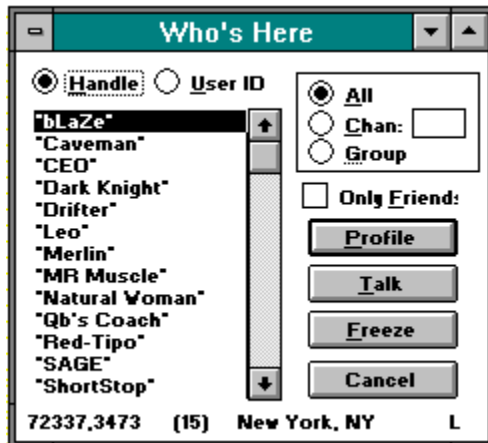 Who's Here
Handle User ID
"bLaZe"
"Caveman"
"CEO"
"Dark Knight"
"Drifter"
"Leo"
"Merlin"
"MR Muscle"
"Natural Woman"
"Qb's Coach"
"Red-Tipo"
"SAGE"
"ShortStop"
All
Chan:
Group
Only Friends
Profile
Talk
Freeze
Cancel
72337,3473 (15) New York, NY L